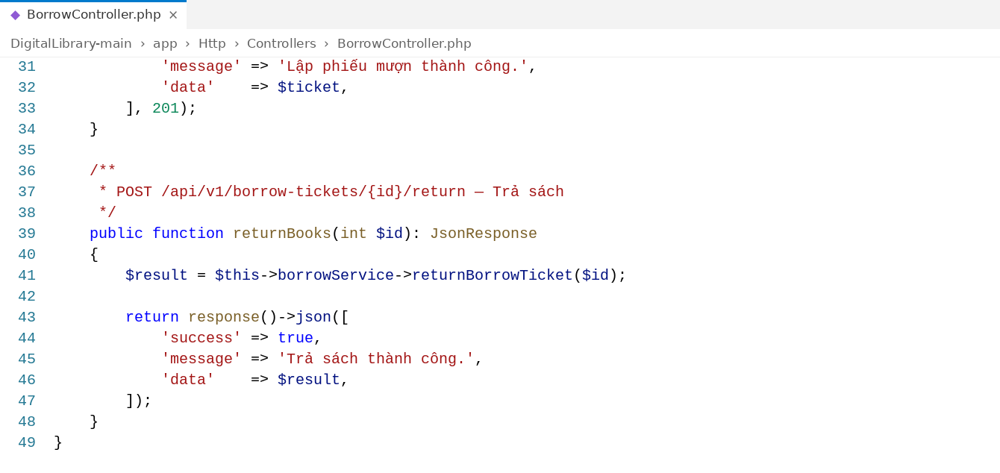 BorrowController.php ×
DigitalLibrary-main › app › Http › Controllers › BorrowController.php
31             'message' => 'Lập phiếu mượn thành công.',
32             'data'    => $ticket,
33         ], 201);
34     }
35
36     /**
37      * POST /api/v1/borrow-tickets/{id}/return — Trả sách
38      */
39     public function returnBooks(int $id): JsonResponse
40     {
41         $result = $this->borrowService->returnBorrowTicket($id);
42
43         return response()->json([
44             'success' => true,
45             'message' => 'Trả sách thành công.',
46             'data'    => $result,
47         ]);
48     }
49 }